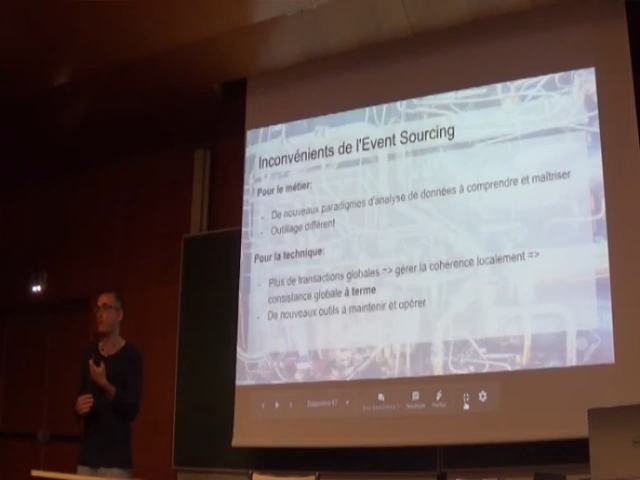 Inconvénients de l'Event Sourcing
Pour le métier:
- De nouveaux paradigmes d'analyse de données à comprendre et maîtriser
- Outillage différent
Pour la technique:
- Plus de transactions globales => gérer la cohérence localement =>
consistance globale à terme
- De nouveaux outils à maintenir et opérer